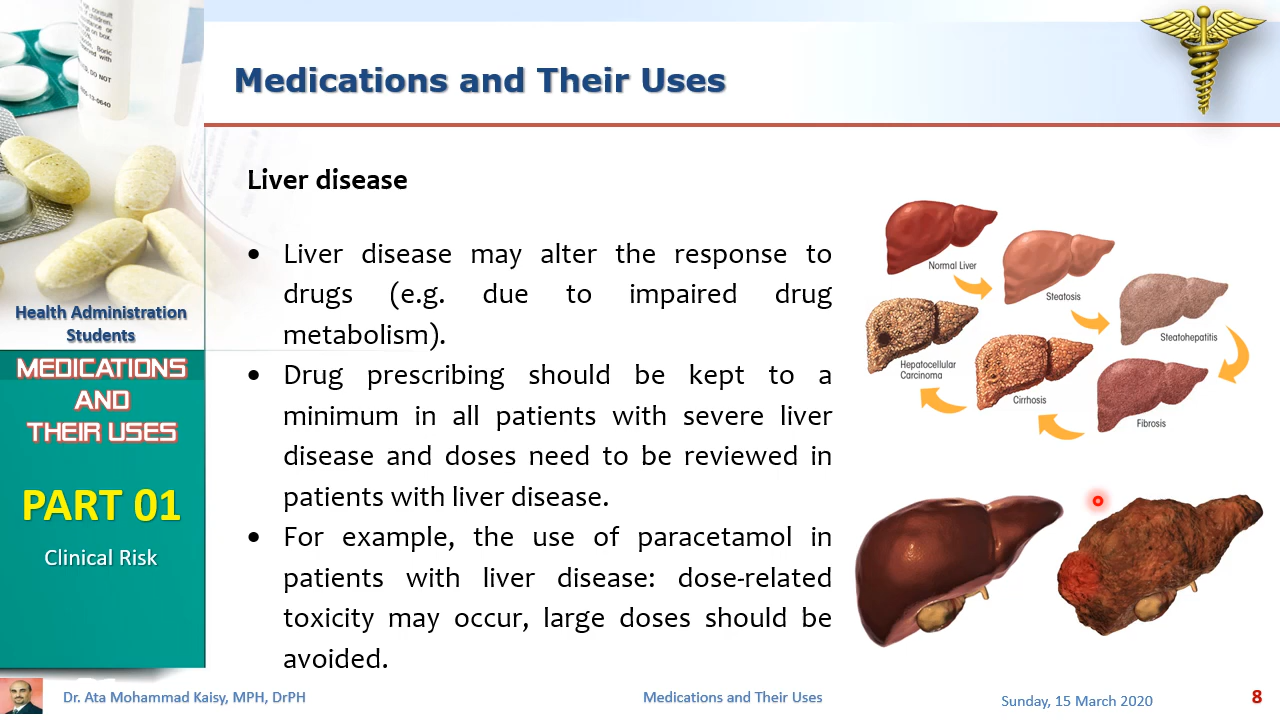 Medications and Their Uses
Liver disease
• Liver disease may alter the response to
drugs (e.g. due to impaired drug
metabolism).
• Drug prescribing should be kept to a
minimum in all patients with severe liver
disease and doses need to be reviewed in
patients with liver disease.
• For example, the use of paracetamol in
patients with liver disease: dose-related
toxicity may occur, large doses should be
avoided.
Normal Liver
Steatosis
Steatohepatitis
Fibrosis
Cirrhosis
Hepatocellular
Carcinoma
Health Administration
Students
MEDICATIONS
AND
THEIR USES
PART 01
Clinical Risk
Dr. Ata Mohammad Kaisy, MPH, DrPH
Medications and Their Uses
Sunday, 15 March 2020
8